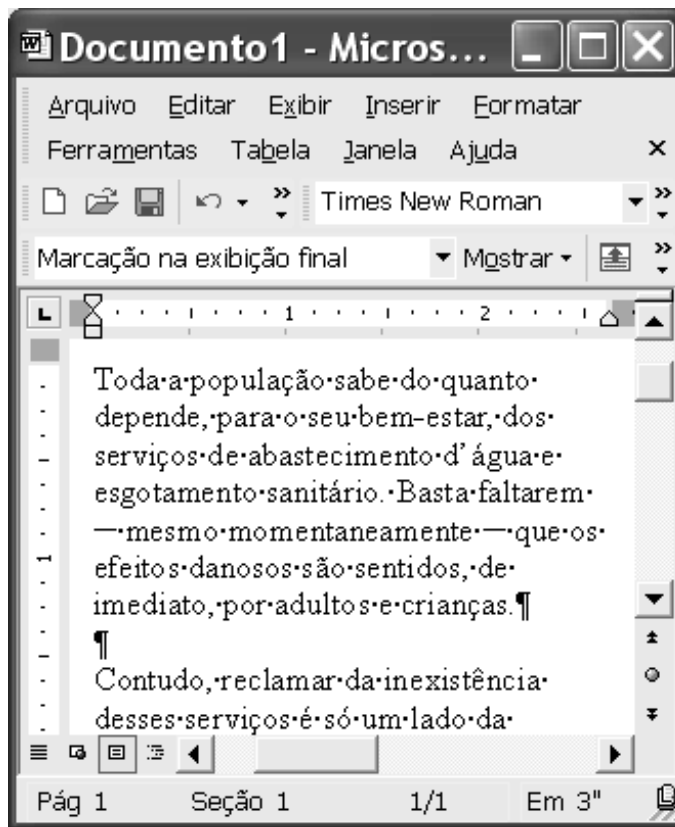 Documento1 - Micros...
Arquivo Editar Exibir Inserir Formatar
Ferramentas Tabela Janela Ajuda
Times New Roman
Marcação na exibição final Mostrar
1 2
Toda·a·população·sabe·do·quanto·
depende,·para·o·seu·bem-estar,·dos·
serviços·de·abastecimento·d’água·e·
esgotamento·sanitário.·Basta·faltarem·
—·mesmo·momentaneamente·—·que·os·
efeitos·danosos·são·sentidos,·de·
imediato,·por·adultos·e·crianças.¶
¶
Contudo,·reclamar·da·inexistência·
desses·serviços·é·só·um·lado·da·
1
Pág 1 Seção 1 1/1 Em 3"